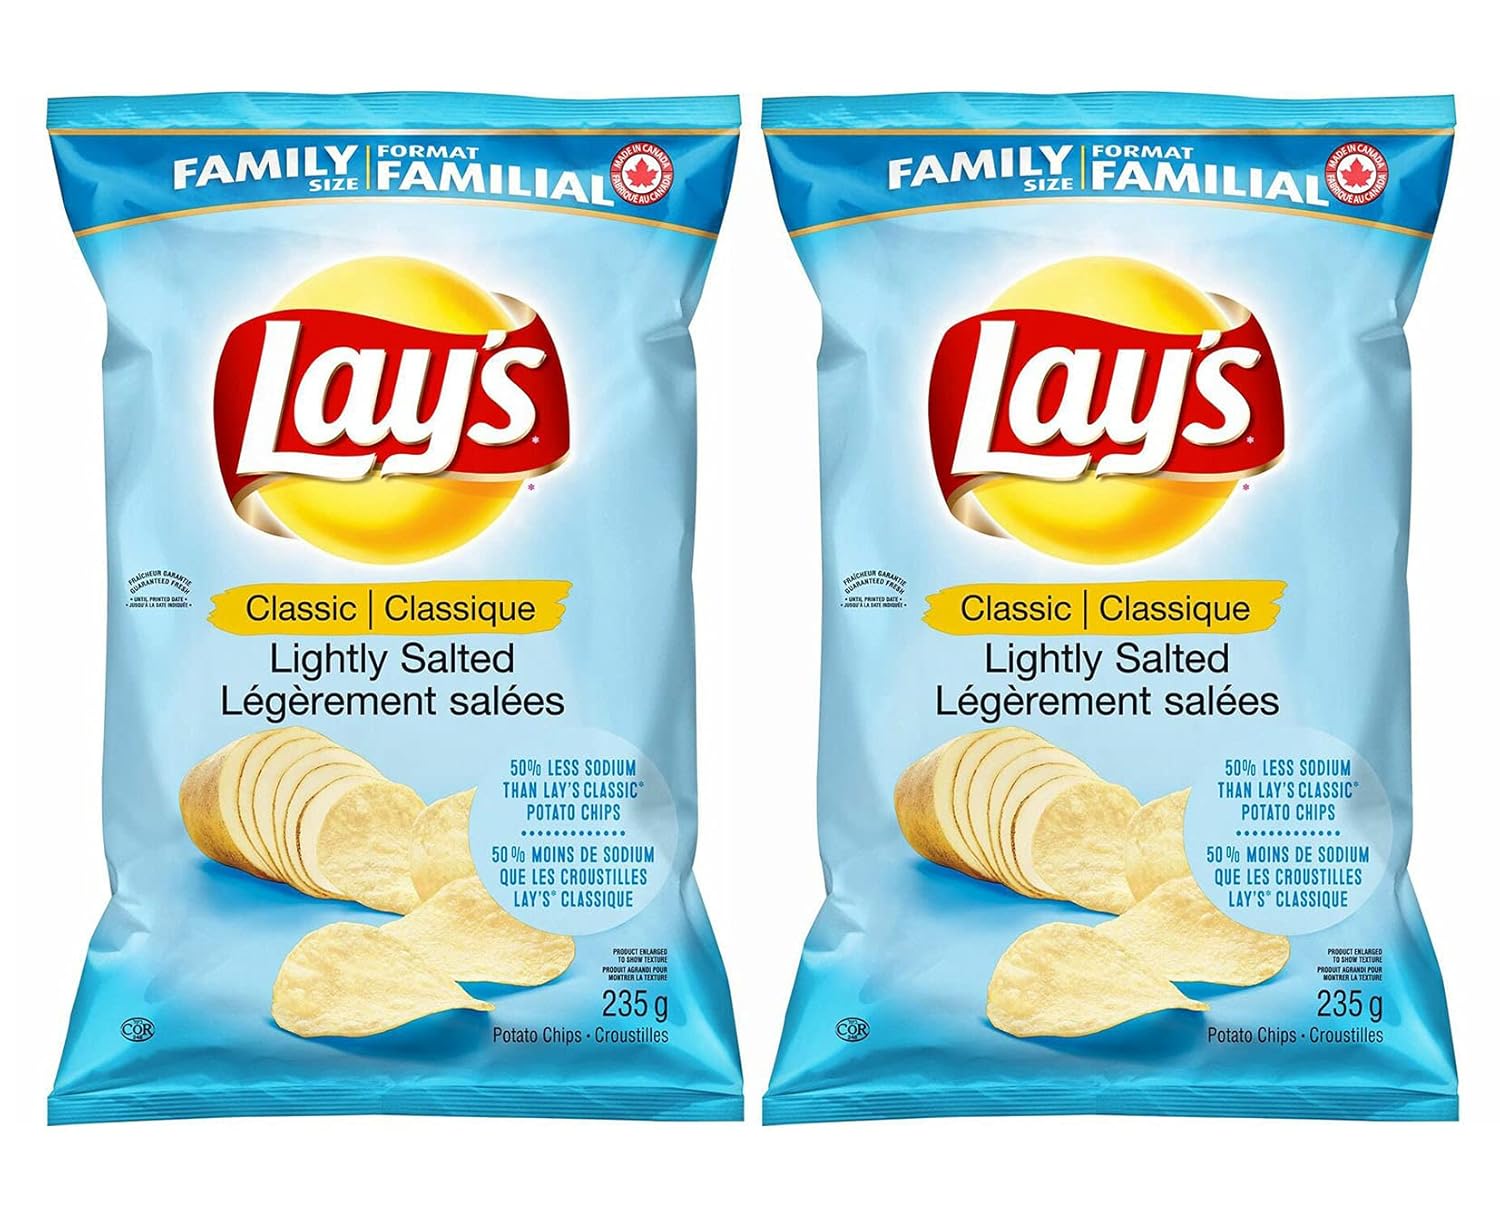 FAMILY SIZE | FORMAT FAMILIAL
MADE IN CANADA
FABRIQUÉ AU CANADA
Lay's
FRAÎCHEUR GARANTIE
GUARANTEED FRESH
• UNTIL PRINTED DATE •
• JUSQU'À LA DATE INDIQUÉE •
Classic | Classique
Lightly Salted
Légèrement salées
50% LESS SODIUM
THAN LAY'S CLASSIC*
POTATO CHIPS
50% MOINS DE SODIUM
QUE LES CROUSTILLES
LAY'S* CLASSIQUE
PRODUCT ENLARGED
TO SHOW TEXTURE
PRODUIT AGRANDI POUR
MONTRER LA TEXTURE
235 g
COR
Potato Chips • Croustilles
FAMILY SIZE | FORMAT FAMILIAL
MADE IN CANADA
FABRIQUÉ AU CANADA
Lay's
FRAÎCHEUR GARANTIE
GUARANTEED FRESH
• UNTIL PRINTED DATE •
• JUSQU'À LA DATE INDIQUÉE •
Classic | Classique
Lightly Salted
Légèrement salées
50% LESS SODIUM
THAN LAY'S CLASSIC*
POTATO CHIPS
50% MOINS DE SODIUM
QUE LES CROUSTILLES
LAY'S* CLASSIQUE
PRODUCT ENLARGED
TO SHOW TEXTURE
PRODUIT AGRANDI POUR
MONTRER LA TEXTURE
235 g
COR
Potato Chips • Croustilles